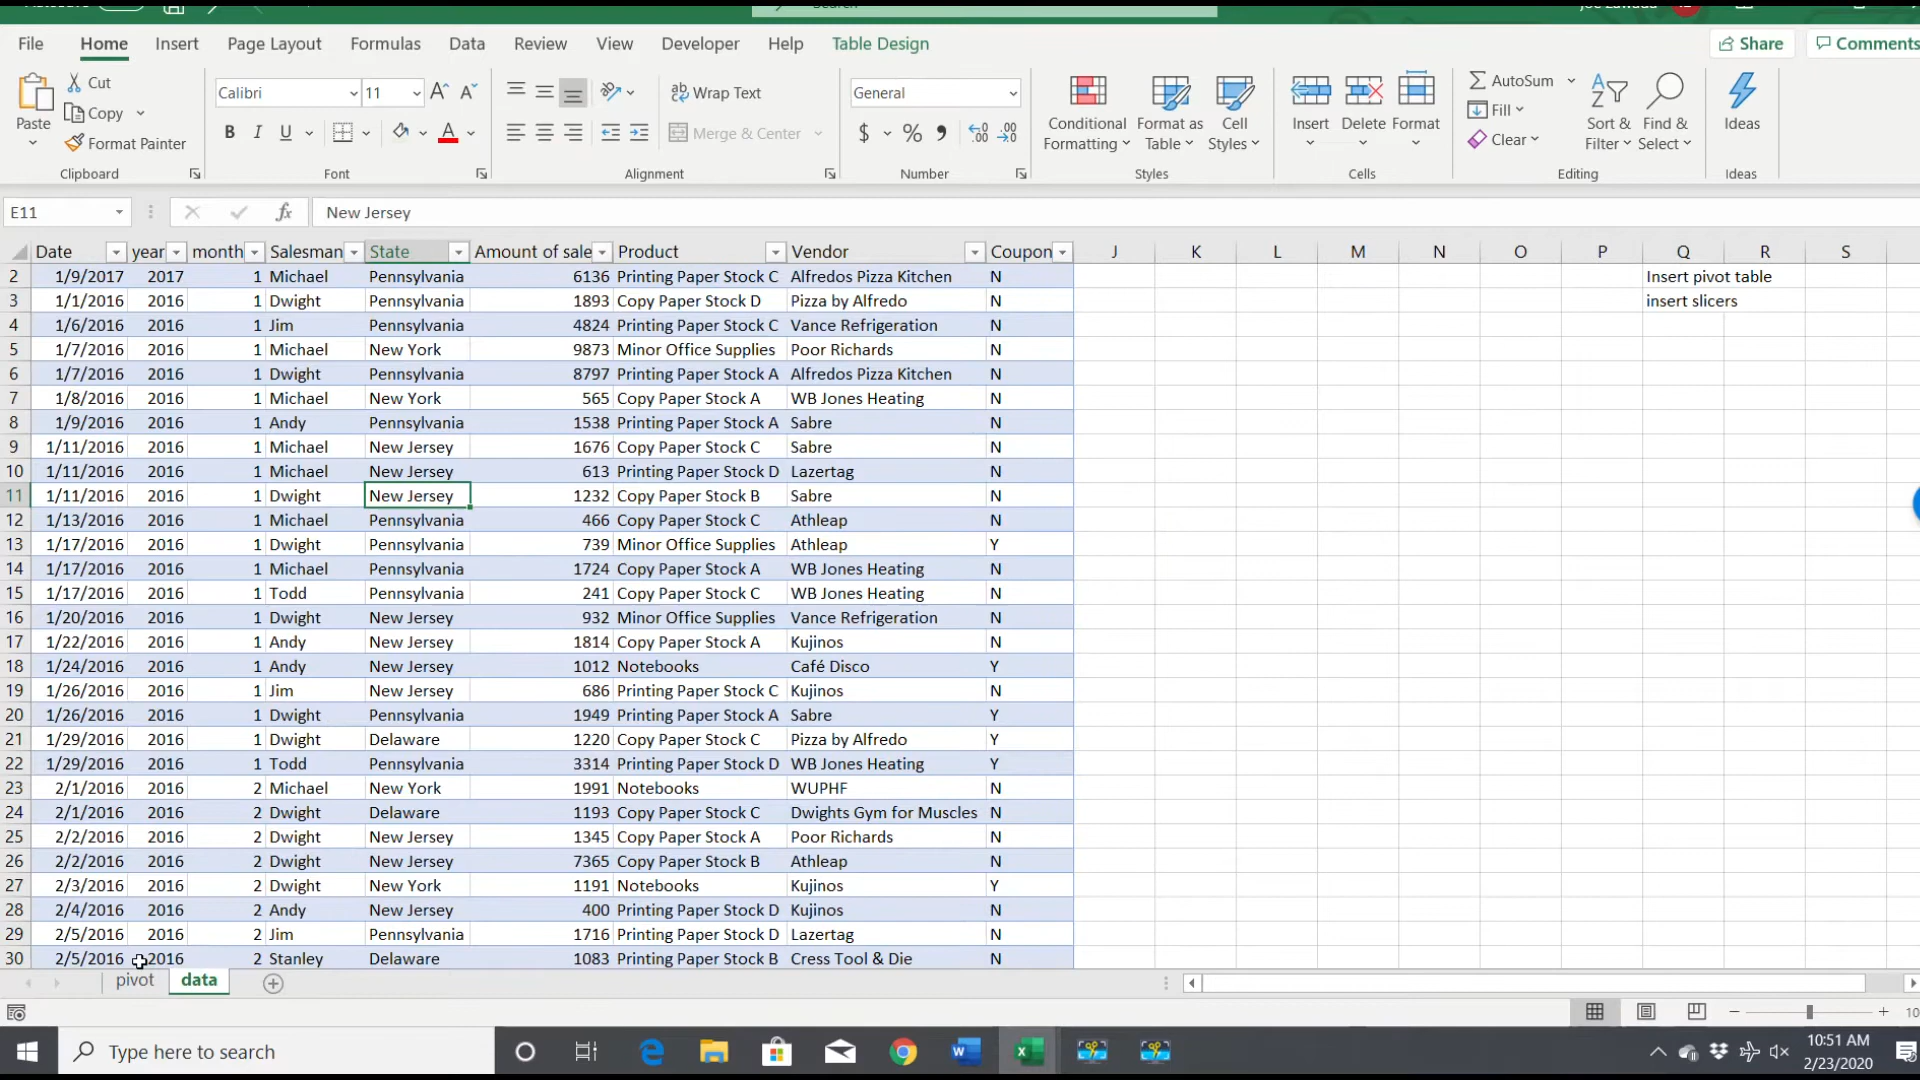 Search
File Home Insert Page Layout Formulas Data Review View Developer Help Table Design Share Comments
Paste Cut Copy Format Painter Clipboard
Calibri 11 B I U A Font
Wrap Text Merge & Center Alignment
General $ % Number
Conditional Formatting Format as Table Cell Styles Styles
Insert Delete Format Cells
AutoSum Fill Clear Sort & Filter Find & Select Editing
Ideas Ideas
E11 fx New Jersey
Date year month Salesman State Amount of sale Product Vendor Coupon J K L M N O P Q R S
2 1/9/2017 2017 1 Michael Pennsylvania 6136 Printing Paper Stock C Alfredos Pizza Kitchen N Insert pivot table
3 1/1/2016 2016 1 Dwight Pennsylvania 1893 Copy Paper Stock D Pizza by Alfredo N insert slicers
4 1/6/2016 2016 1 Jim Pennsylvania 4824 Printing Paper Stock C Vance Refrigeration N
5 1/7/2016 2016 1 Michael New York 9873 Minor Office Supplies Poor Richards N
6 1/7/2016 2016 1 Dwight Pennsylvania 8797 Printing Paper Stock A Alfredos Pizza Kitchen N
7 1/8/2016 2016 1 Michael New York 565 Copy Paper Stock A WB Jones Heating N
8 1/9/2016 2016 1 Andy Pennsylvania 1538 Printing Paper Stock A Sabre N
9 1/11/2016 2016 1 Michael New Jersey 1676 Copy Paper Stock C Sabre N
10 1/11/2016 2016 1 Michael New Jersey 613 Printing Paper Stock D Lazertag N
11 1/11/2016 2016 1 Dwight New Jersey 1232 Copy Paper Stock B Sabre N
12 1/13/2016 2016 1 Michael Pennsylvania 466 Copy Paper Stock C Athleap N
13 1/17/2016 2016 1 Dwight Pennsylvania 739 Minor Office Supplies Athleap Y
14 1/17/2016 2016 1 Michael Pennsylvania 1724 Copy Paper Stock A WB Jones Heating N
15 1/17/2016 2016 1 Todd Pennsylvania 241 Copy Paper Stock C WB Jones Heating N
16 1/20/2016 2016 1 Dwight New Jersey 932 Minor Office Supplies Vance Refrigeration N
17 1/22/2016 2016 1 Andy New Jersey 1814 Copy Paper Stock A Kujinos N
18 1/24/2016 2016 1 Andy New Jersey 1012 Notebooks Café Disco Y
19 1/26/2016 2016 1 Jim New Jersey 686 Printing Paper Stock C Kujinos N
20 1/26/2016 2016 1 Dwight Pennsylvania 1949 Printing Paper Stock A Sabre Y
21 1/29/2016 2016 1 Dwight Delaware 1220 Copy Paper Stock C Pizza by Alfredo Y
22 1/29/2016 2016 1 Todd Pennsylvania 3314 Printing Paper Stock D WB Jones Heating Y
23 2/1/2016 2016 2 Michael New York 1991 Notebooks WUPHF N
24 2/1/2016 2016 2 Dwight Delaware 1193 Copy Paper Stock C Dwights Gym for Muscles N
25 2/2/2016 2016 2 Dwight New Jersey 1345 Copy Paper Stock A Poor Richards N
26 2/2/2016 2016 2 Dwight New Jersey 7365 Copy Paper Stock B Athleap N
27 2/3/2016 2016 2 Dwight New York 1191 Notebooks Kujinos Y
28 2/4/2016 2016 2 Andy New Jersey 400 Printing Paper Stock D Kujinos N
29 2/5/2016 2016 2 Jim Pennsylvania 1716 Printing Paper Stock D Lazertag N
30 2/5/2016 2016 2 Stanley Delaware 1083 Printing Paper Stock B Cress Tool & Die N
pivot data
10
Type here to search 10:51 AM
2/23/2020